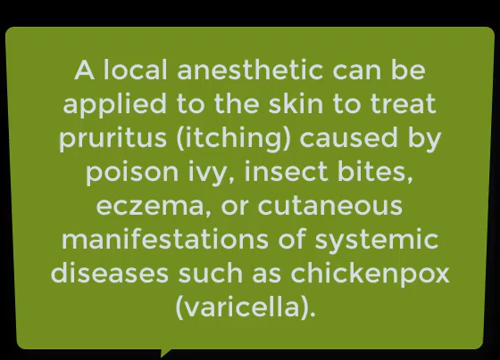 A local anesthetic can be
applied to the skin to treat
pruritus (itching) caused by
poison ivy, insect bites,
eczema, or cutaneous
manifestations of systemic
diseases such as chickenpox
(varicella).